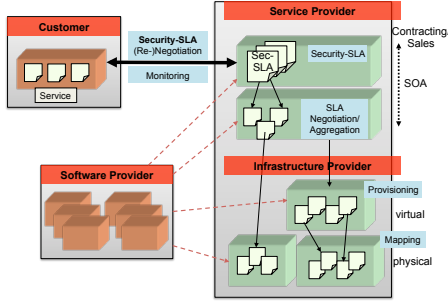 Customer
Service
Security-SLA
(Re-)Negotiation
Monitoring
Service Provider
Contracting/
Sales
Sec-
SLA
Security-SLA
SOA
SLA
Negotiation/
Aggregation
Software Provider
Infrastructure Provider
Provisioning
virtual
Mapping
physical